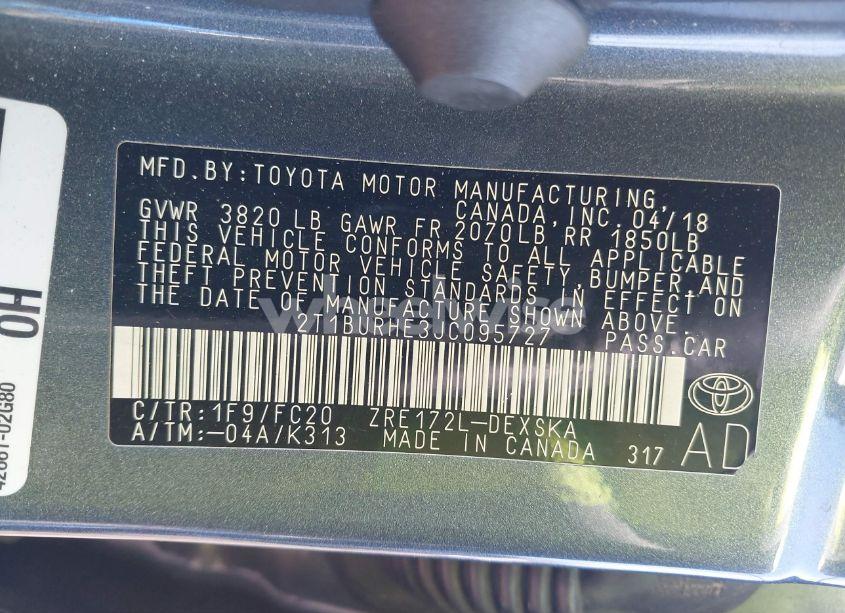 MFD.BY:TOYOTA MOTOR MANUFACTURING,
CANADA,INC. 04/18
GVWR 3820 LB GAWR FR 2070LB RR 1850LB
THIS VEHICLE CONFORMS TO ALL APPLICABLE
FEDERAL MOTOR VEHICLE SAFETY,BUMPER,AND
THEFT PREVENTION STANDARDS IN EFFECT ON
THE DATE OF MANUFACTURE SHOWN ABOVE.
2T1BURHE3JC095727 PASS.CAR
C/TR:1F9/FC20 ZRE172L-DEXSKA
A/TM:-04A/K313 MADE IN CANADA 317
AD
OH
42661-02G80